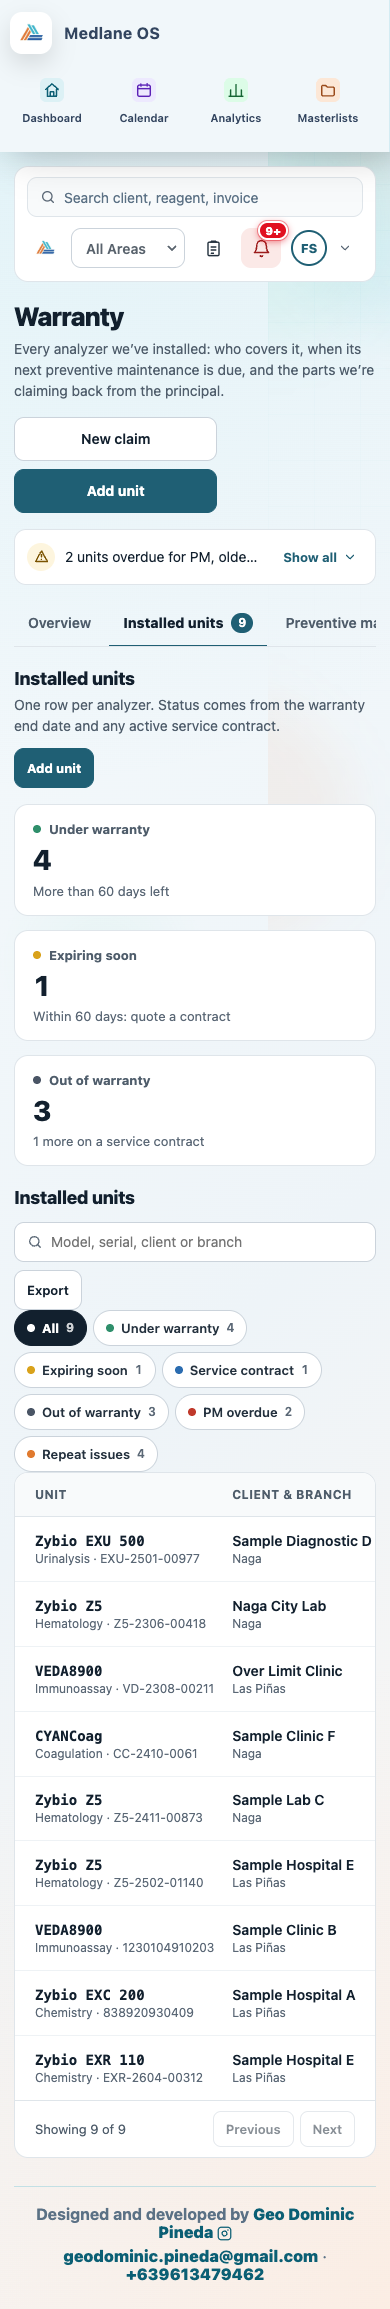 Medlane OS
Dashboard
Calendar
Analytics
Masterlists
Search client, reagent, invoice
All Areas
9+
FS
Warranty
Every analyzer we've installed: who covers it, when its
next preventive maintenance is due, and the parts we're
claiming back from the principal.
New claim
Add unit
2 units overdue for PM, olde...
Show all
Overview
Installed units 9
Preventive ma
Installed units
One row per analyzer. Status comes from the warranty
end date and any active service contract.
Add unit
Under warranty
4
More than 60 days left
Expiring soon
1
Within 60 days: quote a contract
Out of warranty
3
1 more on a service contract
Installed units
Model, serial, client or branch
Export
All 9
Under warranty 4
Expiring soon 1
Service contract 1
Out of warranty 3
PM overdue 2
Repeat issues 4
UNIT
CLIENT & BRANCH
Zybio EXU 500
Sample Diagnostic D
Urinalysis · EXU-2501-00977
Naga
Zybio Z5
Naga City Lab
Hematology · Z5-2306-00418
Naga
VEDA8900
Over Limit Clinic
Immunoassay · VD-2308-00211
Las Piñas
CYANCoag
Sample Clinic F
Coagulation · CC-2410-0061
Naga
Zybio Z5
Sample Lab C
Hematology · Z5-2411-00873
Naga
Zybio Z5
Sample Hospital E
Hematology · Z5-2502-01140
Las Piñas
VEDA8900
Sample Clinic B
Immunoassay · 1230104910203
Las Piñas
Zybio EXC 200
Sample Hospital A
Chemistry · 838920930409
Las Piñas
Zybio EXR 110
Sample Hospital E
Chemistry · EXR-2604-00312
Las Piñas
Showing 9 of 9
Previous
Next
Designed and developed by Geo Dominic
Pineda
geodominic.pineda@gmail.com ·
+639613479462